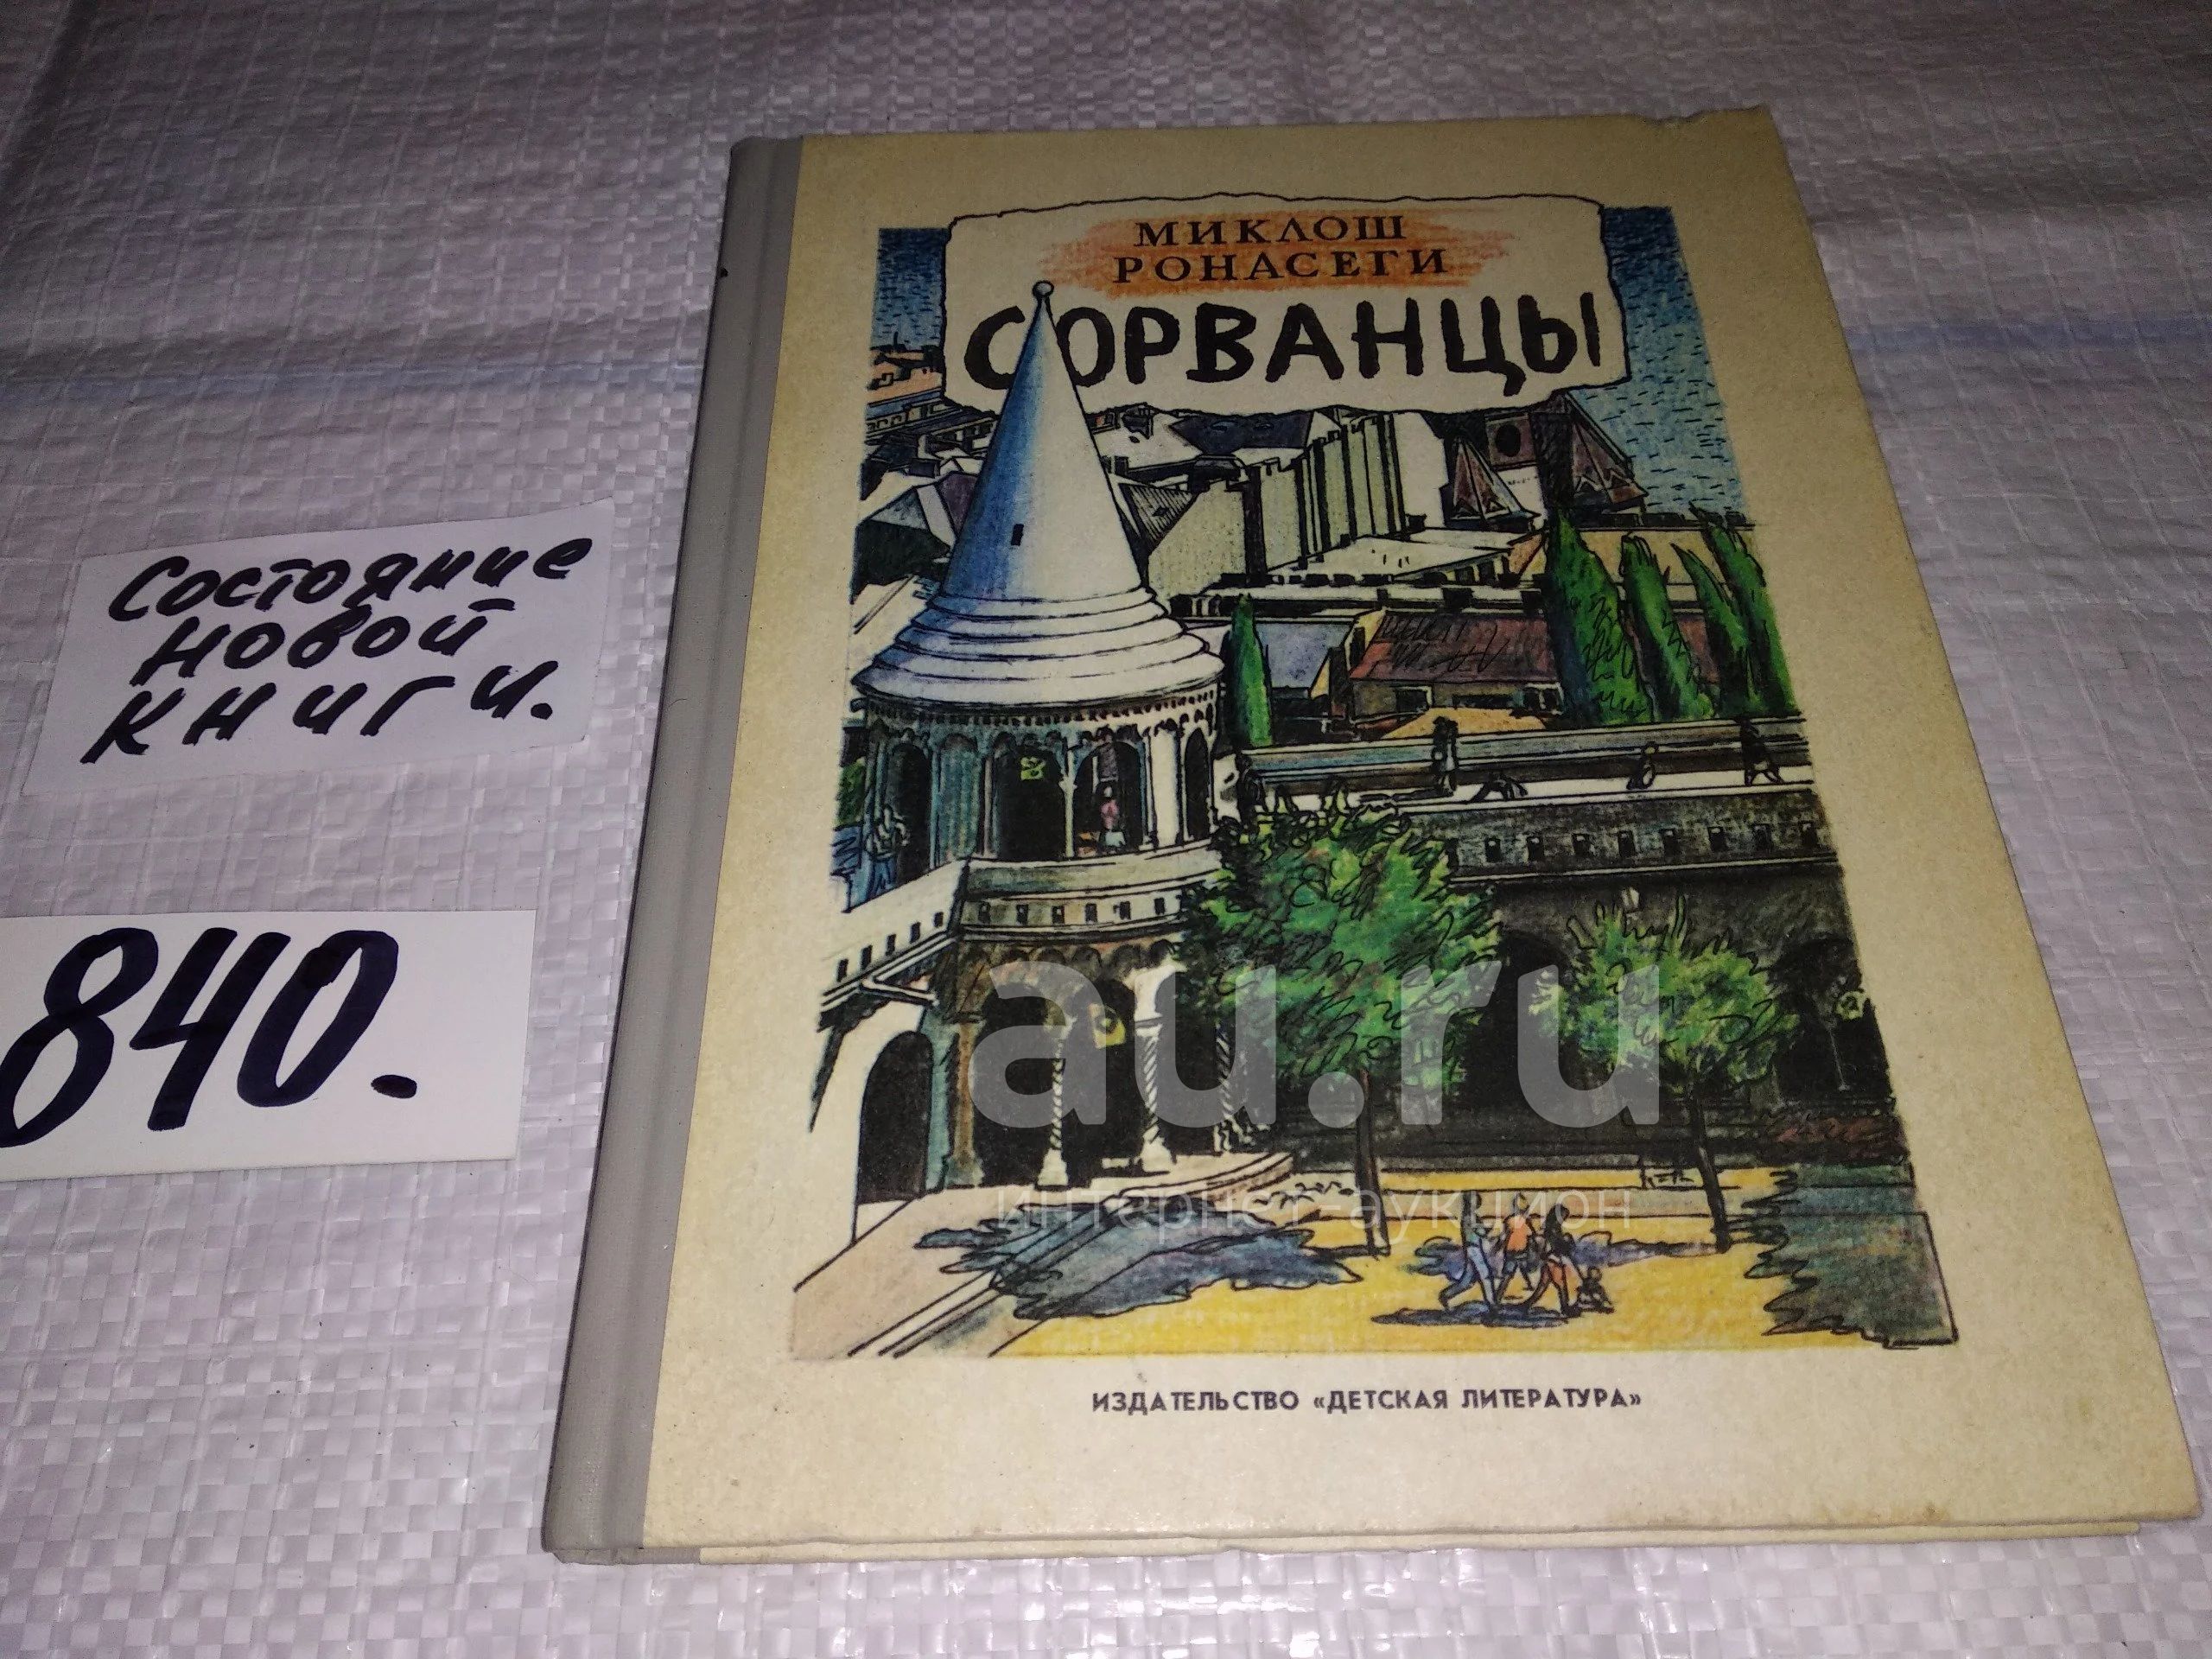 МИКЛОШ
РОНАСЕГИ
СОРВАНЦЫ
Состояние
новой
книги.
840.
au.ru
интернет-аукцион
ИЗДАТЕЛЬСТВО «ДЕТСКАЯ ЛИТЕРАТУРА»